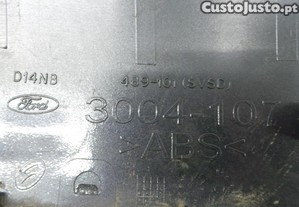 CustoJusto.pt
D14NB
Ford
3004-107
>ABS<